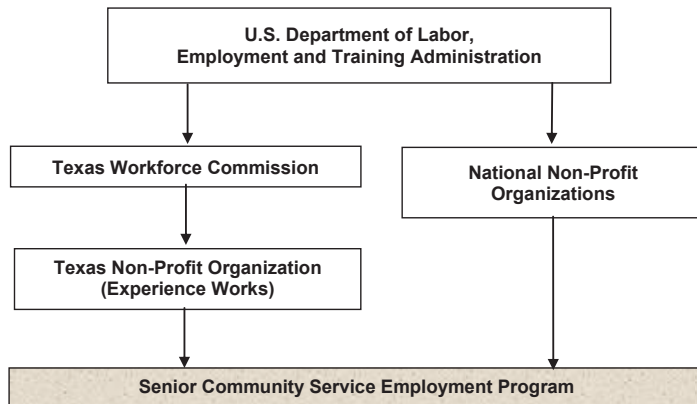 U.S. Department of Labor,
Employment and Training Administration
Texas Workforce Commission
National Non-Profit
Organizations
Texas Non-Profit Organization
(Experience Works)
Senior Community Service Employment Program